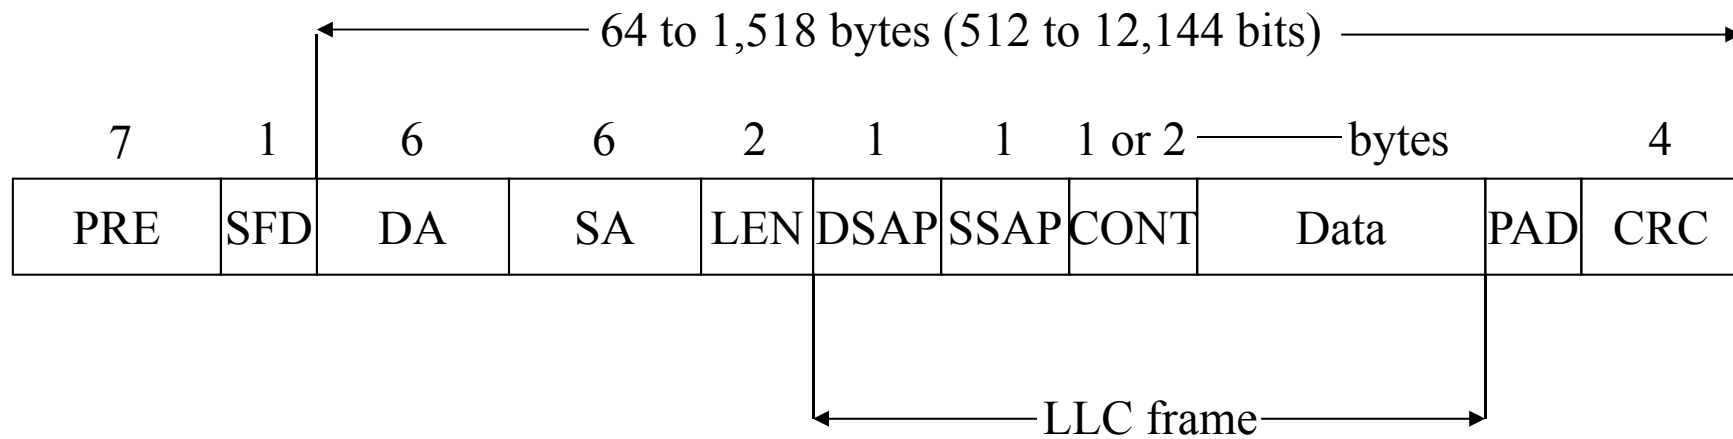 64 to 1,518 bytes (512 to 12,144 bits)
7 1 6 6 2 1 1 1 or 2 bytes 4
PRE SFD DA SA LEN DSAP SSAP CONT Data PAD CRC
LLC frame